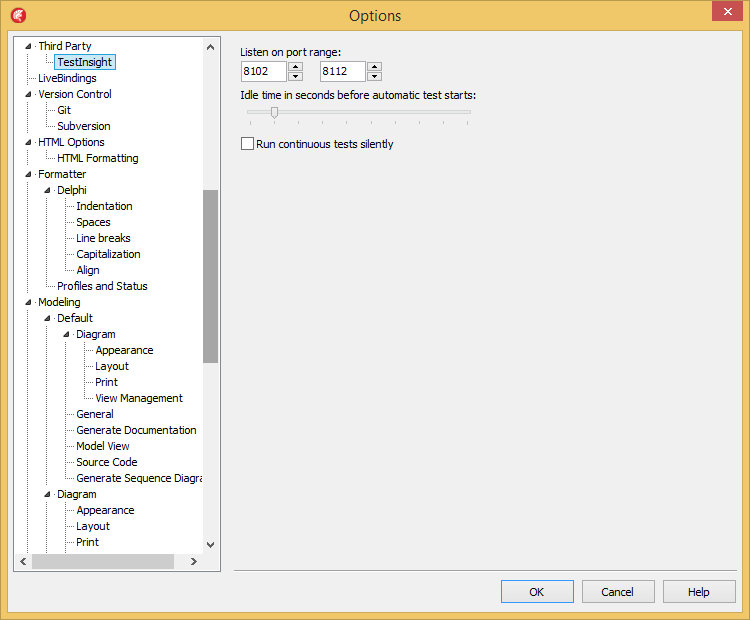 Options
Third Party
TestInsight
LiveBindings
Version Control
Git
Subversion
HTML Options
HTML Formatting
Formatter
Delphi
Indentation
Spaces
Line breaks
Capitalization
Align
Profiles and Status
Modeling
Default
Diagram
Appearance
Layout
Print
View Management
General
Generate Documentation
Model View
Source Code
Generate Sequence Diagra
Diagram
Appearance
Layout
Print
Listen on port range:
8102 8112
Idle time in seconds before automatic test starts:
Run continuous tests silently
OK Cancel Help